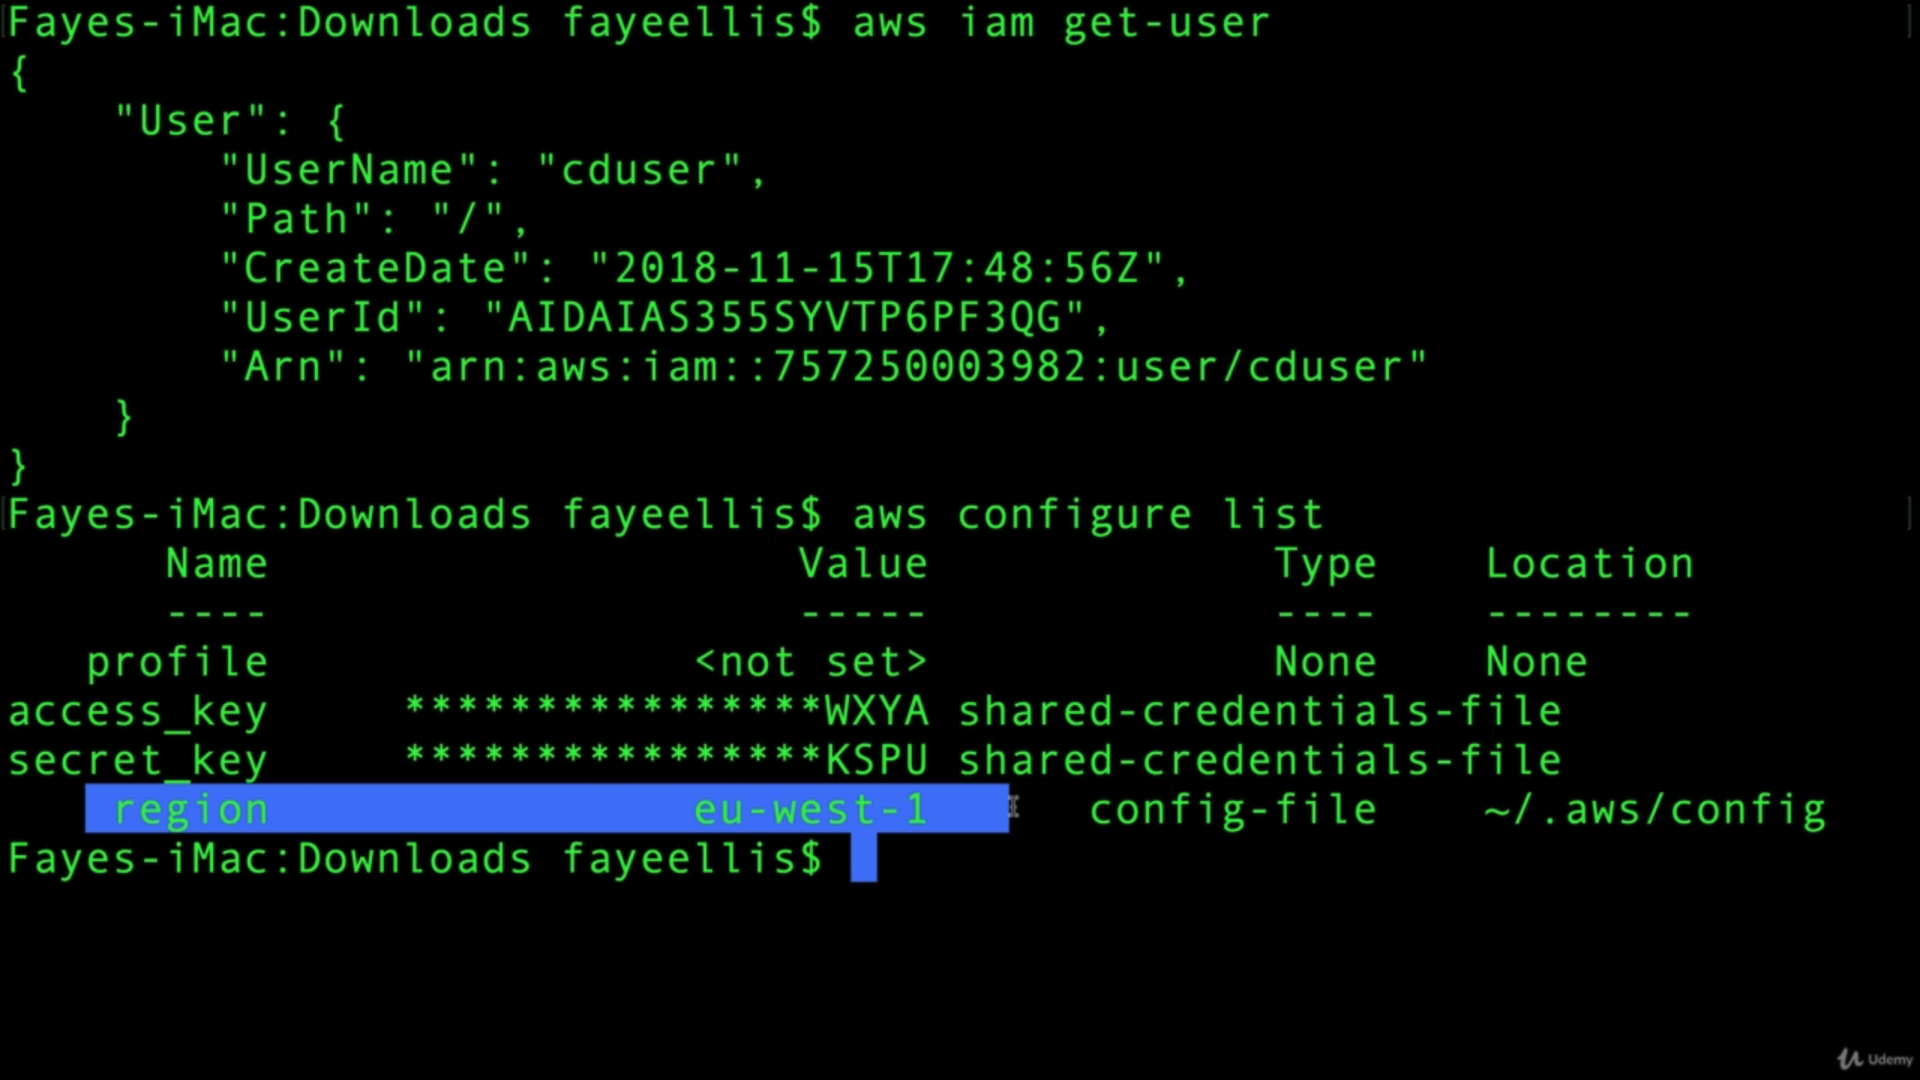 Fayes-iMac:Downloads fayeellis$ aws iam get-user
{
    "User": {
        "UserName": "cduser",
        "Path": "/",
        "CreateDate": "2018-11-15T17:48:56Z",
        "UserId": "AIDAIAS355SYVTP6PF3QG",
        "Arn": "arn:aws:iam::757250003982:user/cduser"
    }
}
Fayes-iMac:Downloads fayeellis$ aws configure list
      Name                    Value             Type    Location
      ----                    -----             ----    --------
   profile                <not set>             None    None
access_key     ****************WXYA shared-credentials-file
secret_key     ****************KSPU shared-credentials-file
    region                eu-west-1      config-file    ~/.aws/config
Fayes-iMac:Downloads fayeellis$
Udemy